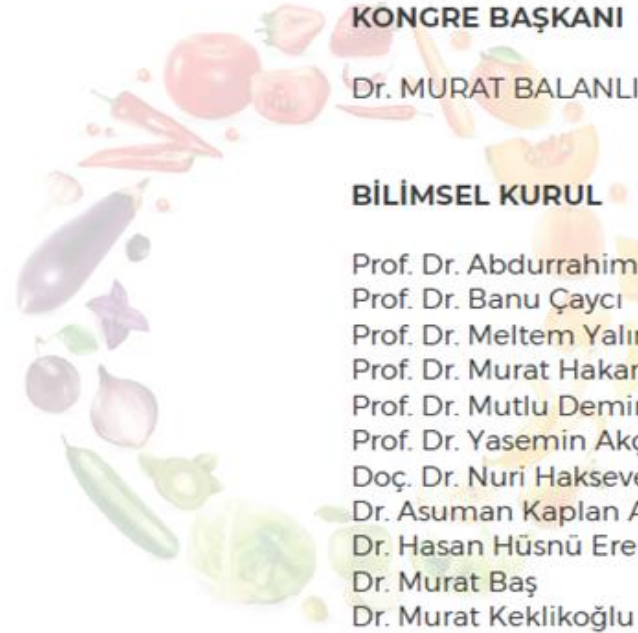 KONGRE BAŞKANI
Dr. MURAT BALANLI
BİLİMSEL KURUL
Prof. Dr. Abdurrahim
Prof. Dr. Banu Çaycı
Prof. Dr. Meltem
Prof. Dr. Murat
Prof. Dr. Mutlu
Prof. Dr. Yasemin
Doç. Dr. Nuri
Dr. Asuman Kaplan
Dr. Hasan Hüsnü
Dr. Murat Baş
Dr. Murat Keklikoğlu